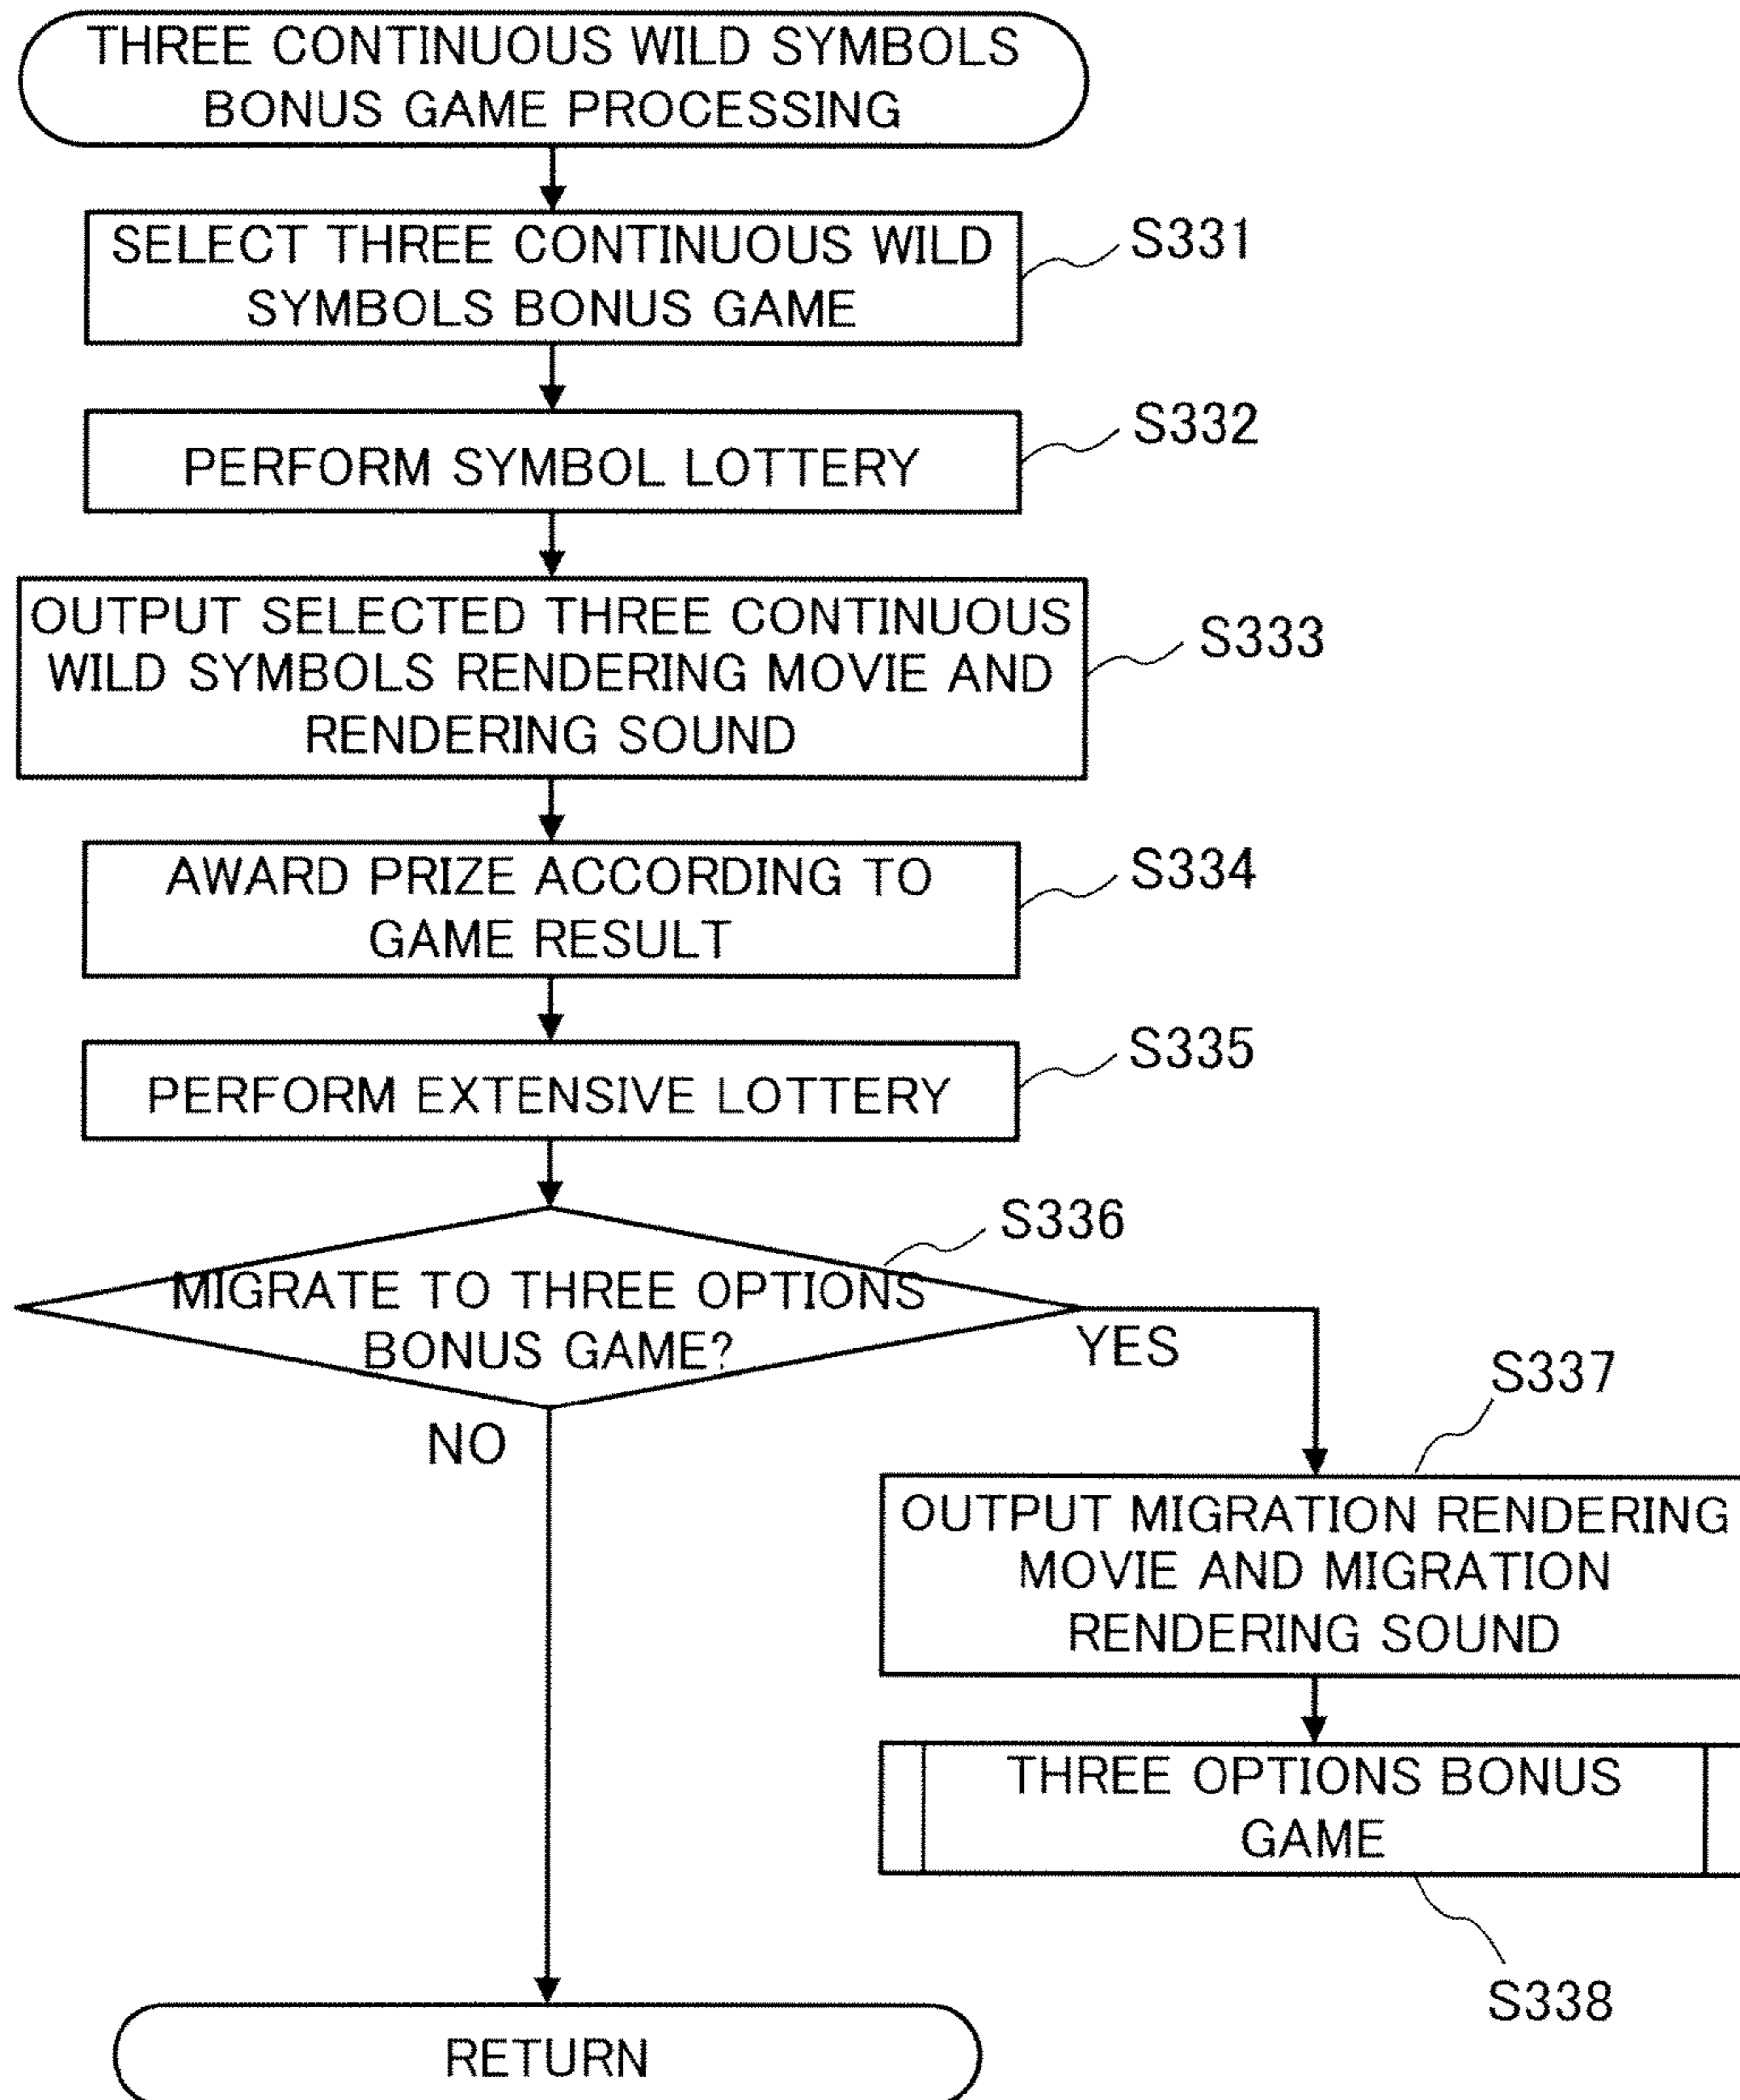 THREE CONTINUOUS WILD SYMBOLS
BONUS GAME PROCESSING
SELECT THREE CONTINUOUS WILD
SYMBOLS BONUS GAME
S331
PERFORM SYMBOL LOTTERY
S332
OUTPUT SELECTED THREE CONTINUOUS
WILD SYMBOLS RENDERING MOVIE AND
RENDERING SOUND
S333
AWARD PRIZE ACCORDING TO
GAME RESULT
S334
PERFORM EXTENSIVE LOTTERY
S335
S336
MIGRATE TO THREE OPTIONS
BONUS GAME?
YES
NO
S337
OUTPUT MIGRATION RENDERING
MOVIE AND MIGRATION
RENDERING SOUND
THREE OPTIONS BONUS
GAME
S338
RETURN